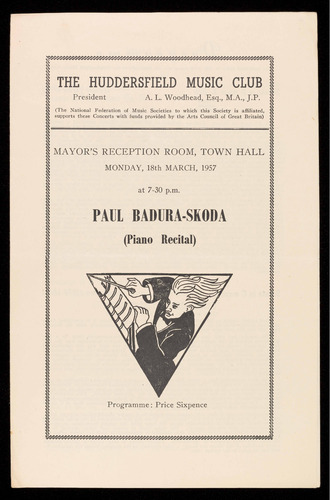 THE HUDDERSFIELD MUSIC CLUB
President A. L. Woodhead, Esq., M.A., J.P.
(The National Federation of Music Societies to which this Society is affiliated,
supports these Concerts with funds provided by the Arts Council of Great Britain)
MAYOR'S RECEPTION ROOM, TOWN HALL
MONDAY, 18th MARCH, 1957
at 7-30 p.m.
PAUL BADURA-SKODA
(Piano Recital)
Programme: Price Sixpence